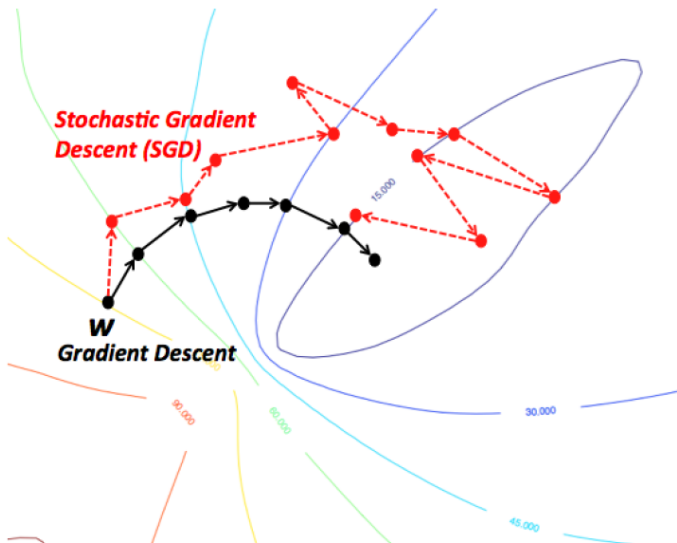 Stochastic Gradient
Descent (SGD)
15.000
W
Gradient Descent
90.000
60.000
30.000
45.000